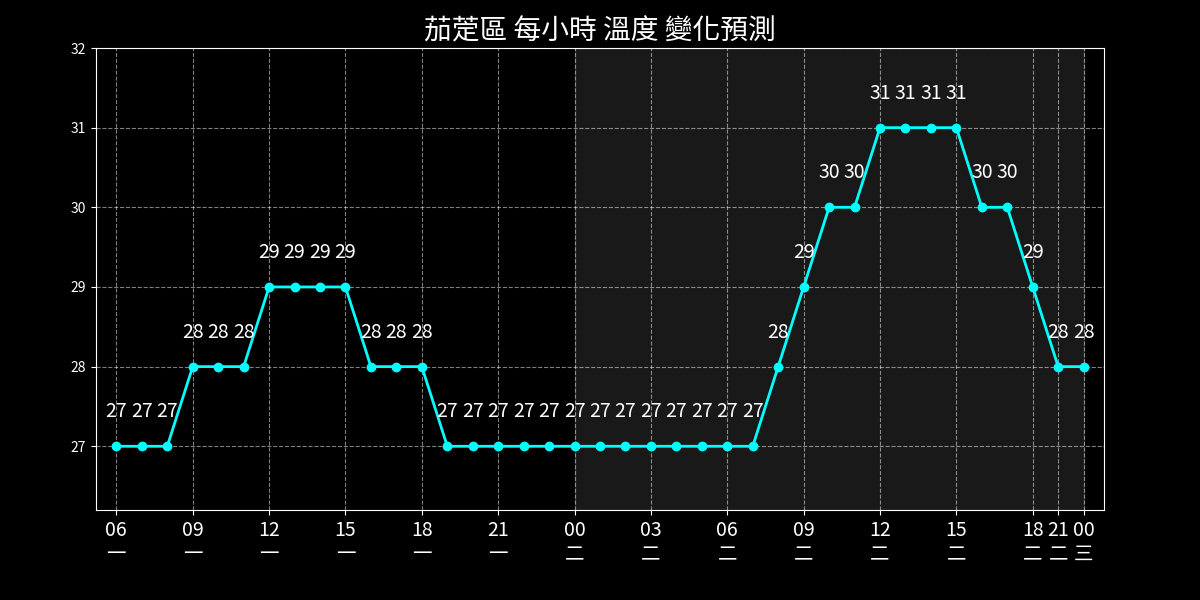 茄萣區 每小時 溫度 變化預測
32
31
31 31 31 31
30
30 30 30 30
29
29 29 29 29 29 29
28
28 28 28 28 28 28 28 28 28
27
27 27 27 27 27 27 27 27 27 27 27 27 27 27 27 27
06 09 12 15 18 21 00 03 06 09 12 15 18 21 00
一 一 一 一 一 一 二 二 二 二 二 二 二 二 三